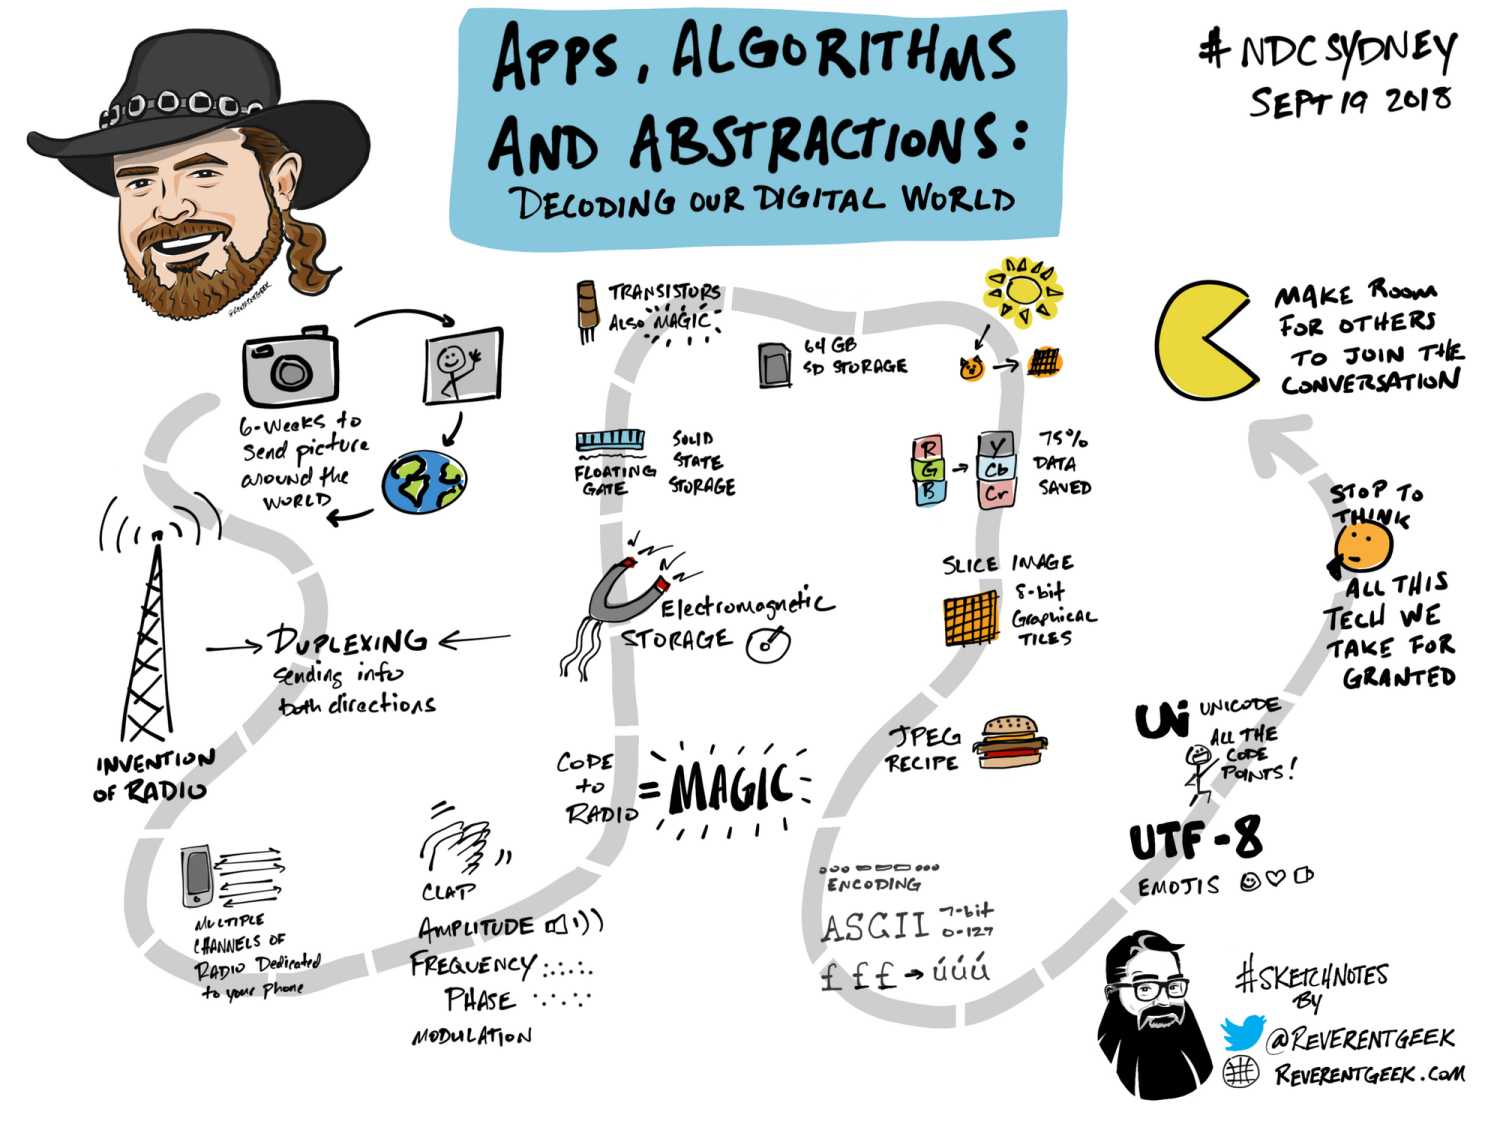 APPS, ALGORITHMS
AND ABSTRACTIONS:
DECODING OUR DIGITAL WORLD
#NDCSYDNEY
SEPT 19 2018
@REVERENTGEEK
6-weeks to
send picture
around the
WORLD
INVENTION
OF RADIO
DUPLEXING
sending info
both directions
MULTIPLE
CHANNELS OF
RADIO Dedicated
to your phone
CLAP
AMPLITUDE
FREQUENCY
PHASE
MODULATION
CODE
to
RADIO
= MAGIC
Electromagnetic
STORAGE
FLOATING
GATE
SOLID
STATE
STORAGE
TRANSISTORS
ALSO MAGIC
64 GB
SD STORAGE
R
G
B
Y
Cb
Cr
75%
DATA
SAVED
SLICE IMAGE
8-bit
Graphical
TILES
JPEG
RECIPE
ENCODING
ASCII 7-bit
0-127
£ £ £ → úúú
UTF-8
EMOJIS
Uni UNICODE
ALL THE
CODE
POINTS!
STOP TO
THINK
ALL THIS
TECH WE
TAKE FOR
GRANTED
MAKE ROOM
FOR OTHERS
TO JOIN THE
CONVERSATION
#SKETCHNOTES
BY
@REVERENTGEEK
REVERENTGEEK.COM